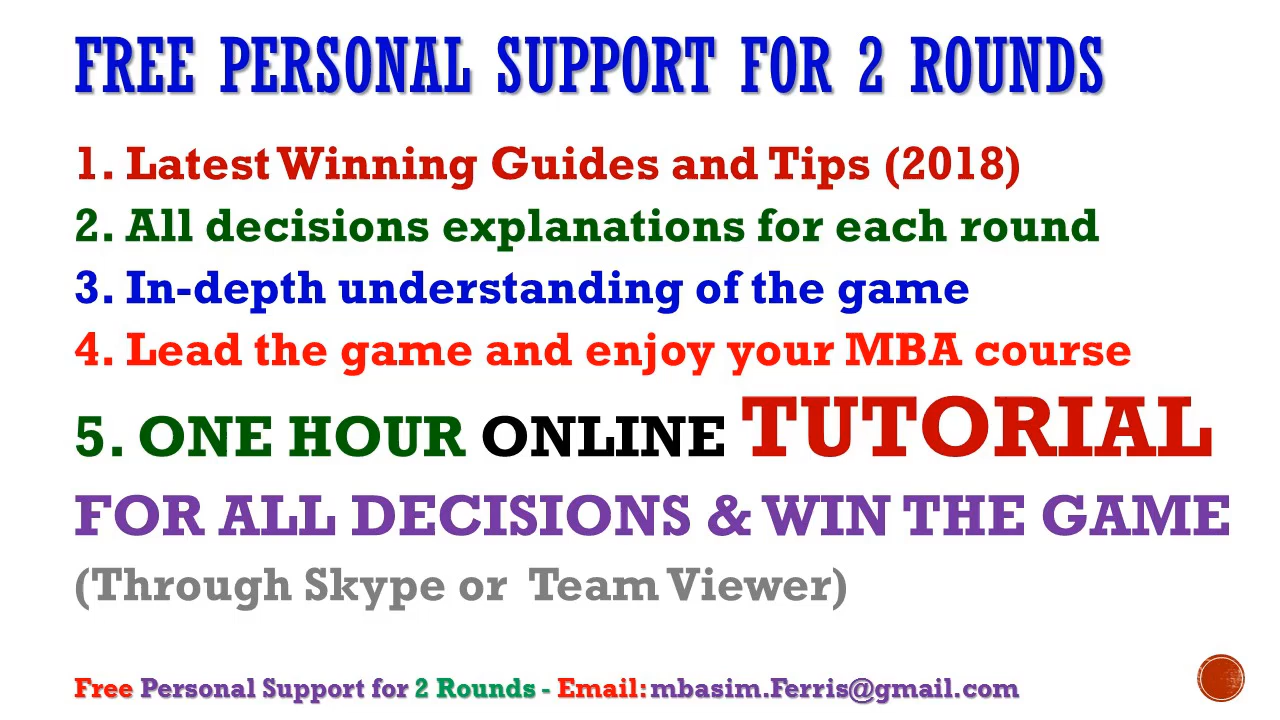 FREE PERSONAL SUPPORT FOR 2 ROUNDS
1. Latest Winning Guides and Tips (2018)
2. All decisions explanations for each round
3. In-depth understanding of the game
4. Lead the game and enjoy your MBA course
5. ONE HOUR ONLINE TUTORIAL
FOR ALL DECISIONS & WIN THE GAME
(Through Skype or Team Viewer)
Free Personal Support for 2 Rounds - Email: mbasim.Ferris@gmail.com